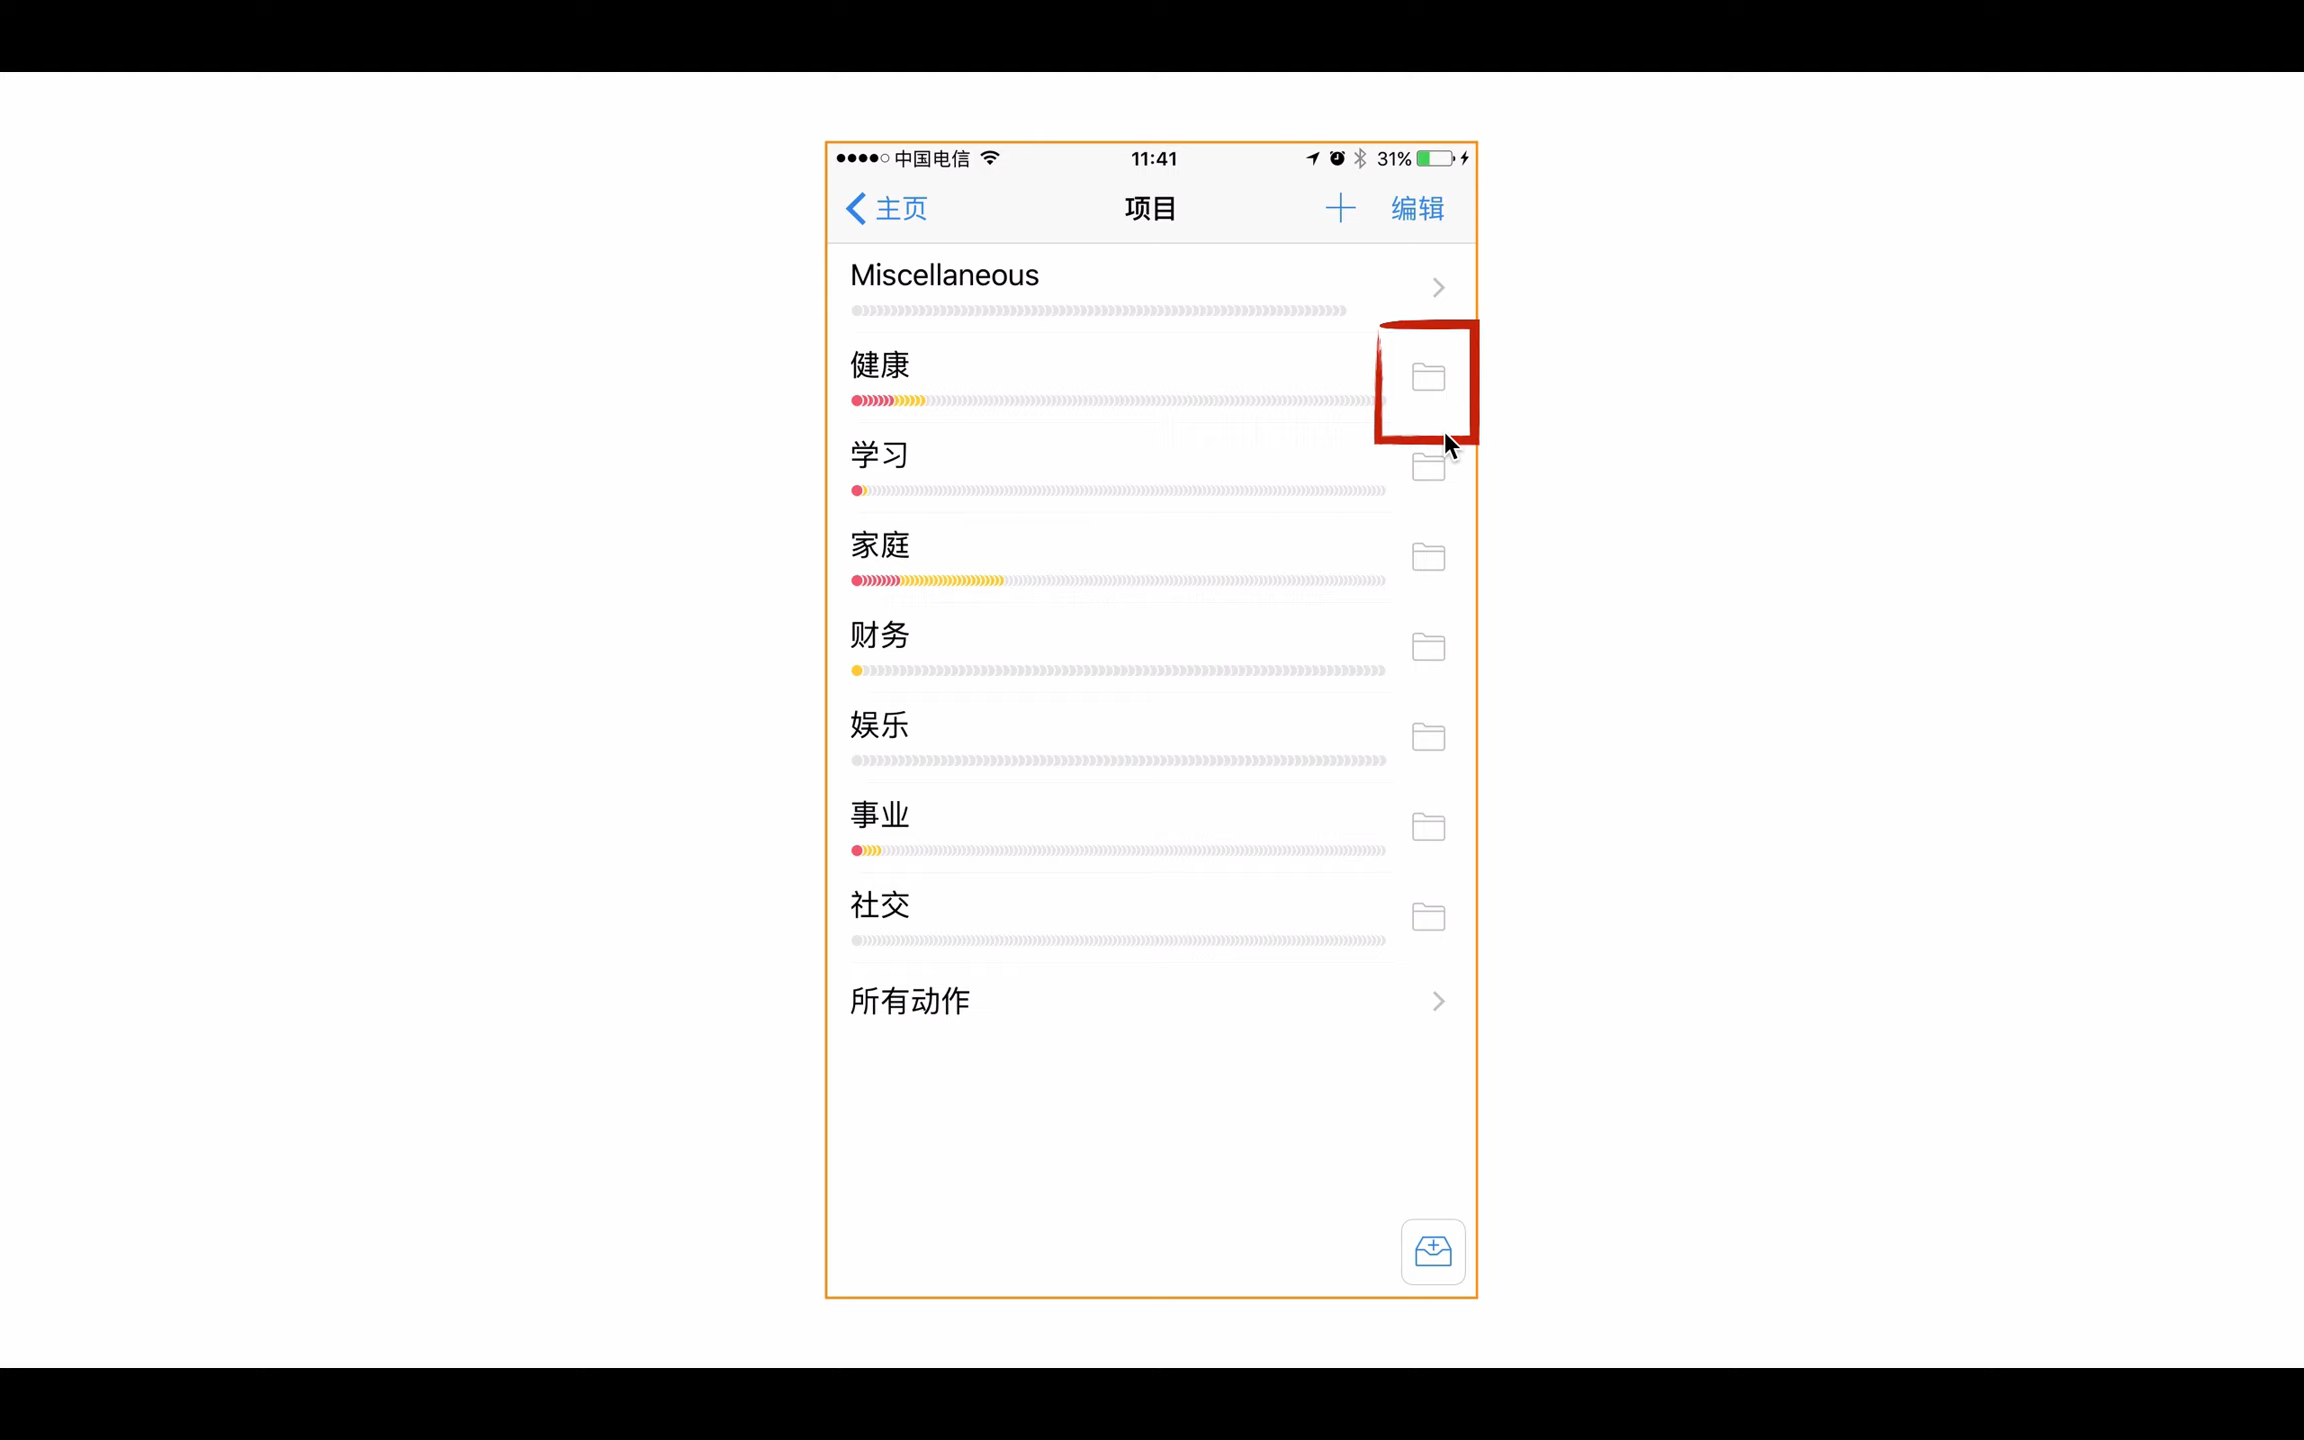 中国电信 11:41 31%
主页 项目 编辑
Miscellaneous
健康
学习
家庭
财务
娱乐
事业
社交
所有动作